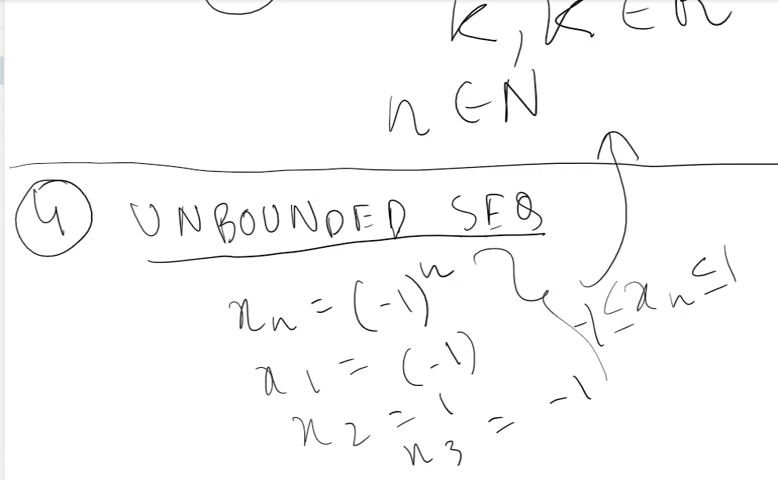 k, k ∈
n ∈ N
④ UNBOUNDED SEQ
xₙ = (-1)ⁿ
-1 ≤ xₙ ≤ 1
x₁ = (-1)
x₂ = 1
x₃ = -1